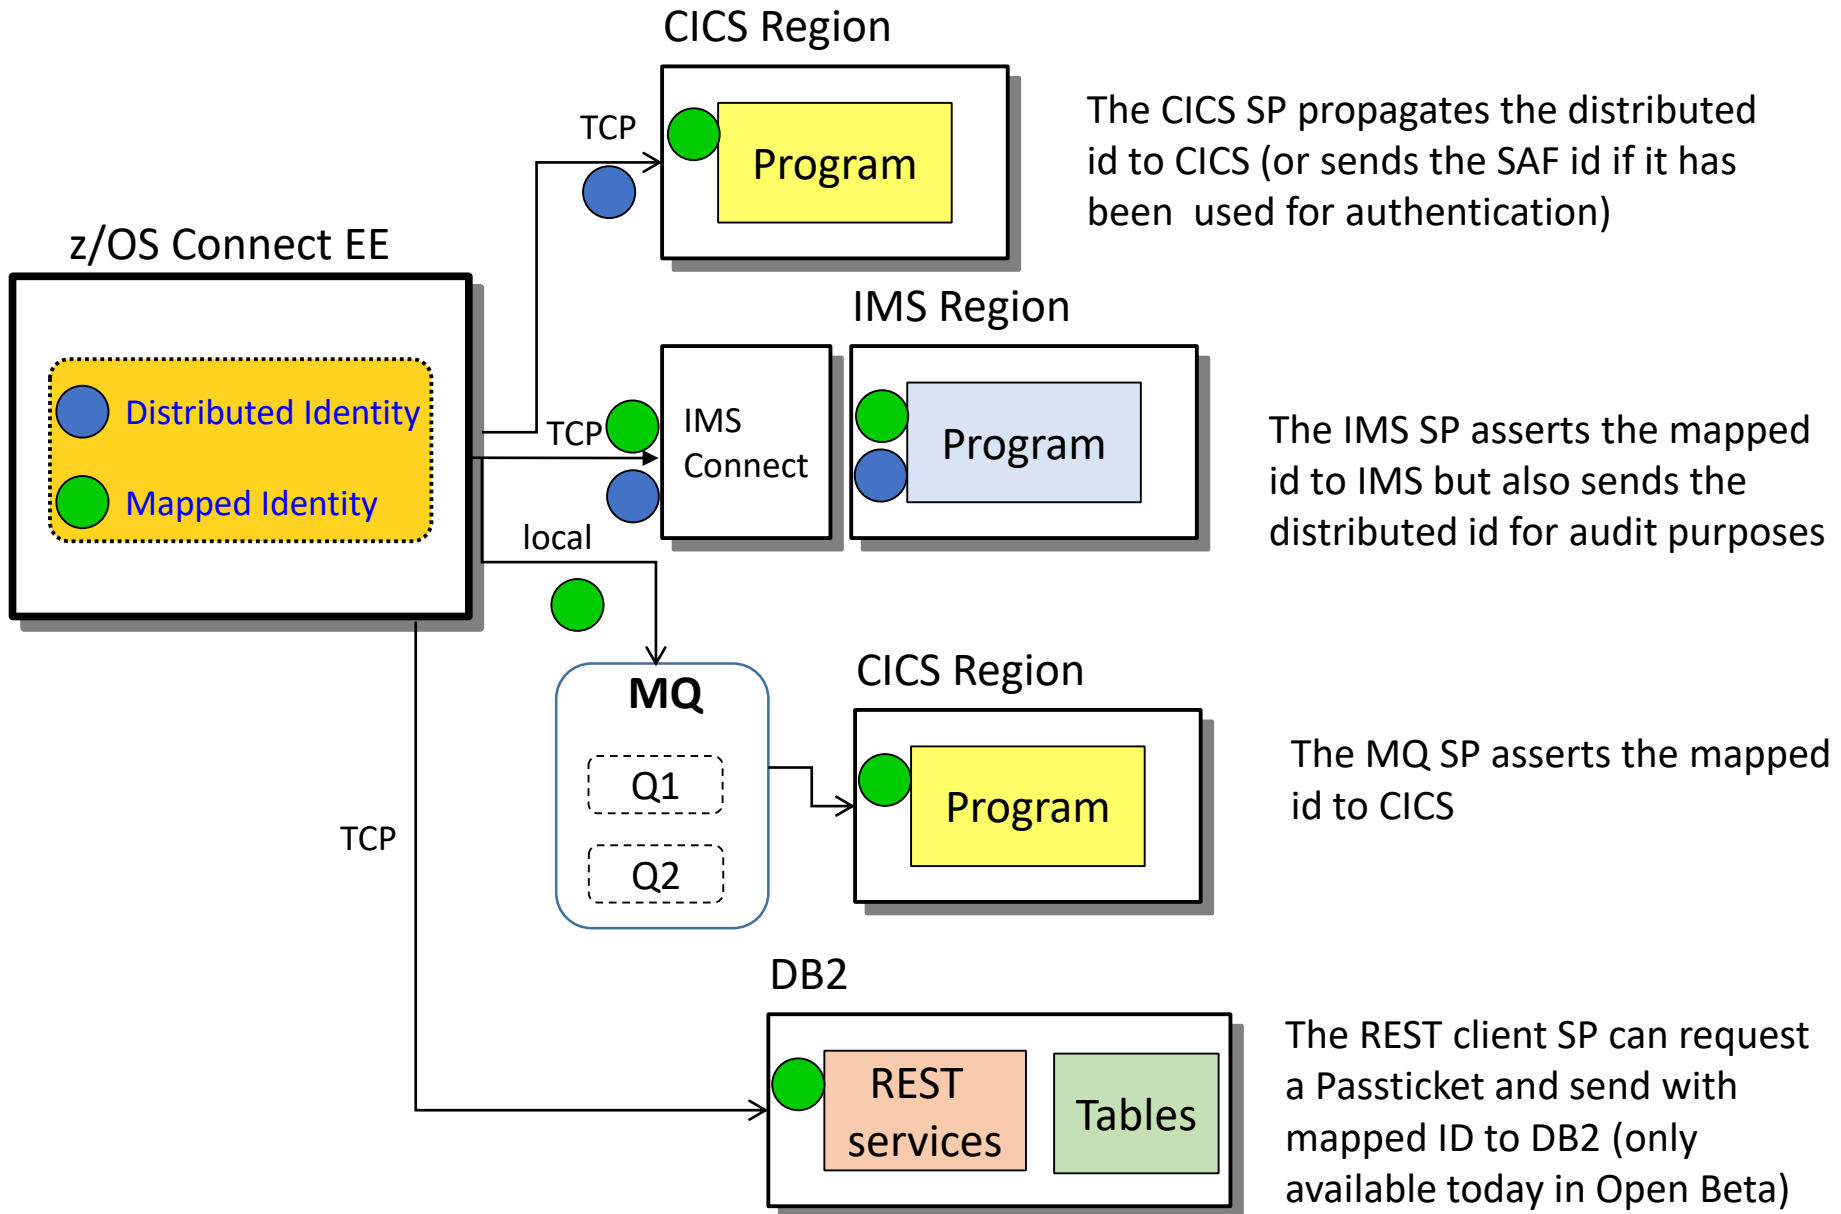 CICS Region
TCP
Program
The CICS SP propagates the distributed
id to CICS (or sends the SAF id if it has
been  used for authentication)
z/OS Connect EE
Distributed Identity
Mapped Identity
IMS Region
TCP
IMS
Connect
Program
The IMS SP asserts the mapped
id to IMS but also sends the
distributed id for audit purposes
local
MQ
Q1
Q2
CICS Region
Program
The MQ SP asserts the mapped
id to CICS
TCP
DB2
REST
services
Tables
The REST client SP can request
a Passticket and send with
mapped ID to DB2 (only
available today in Open Beta)